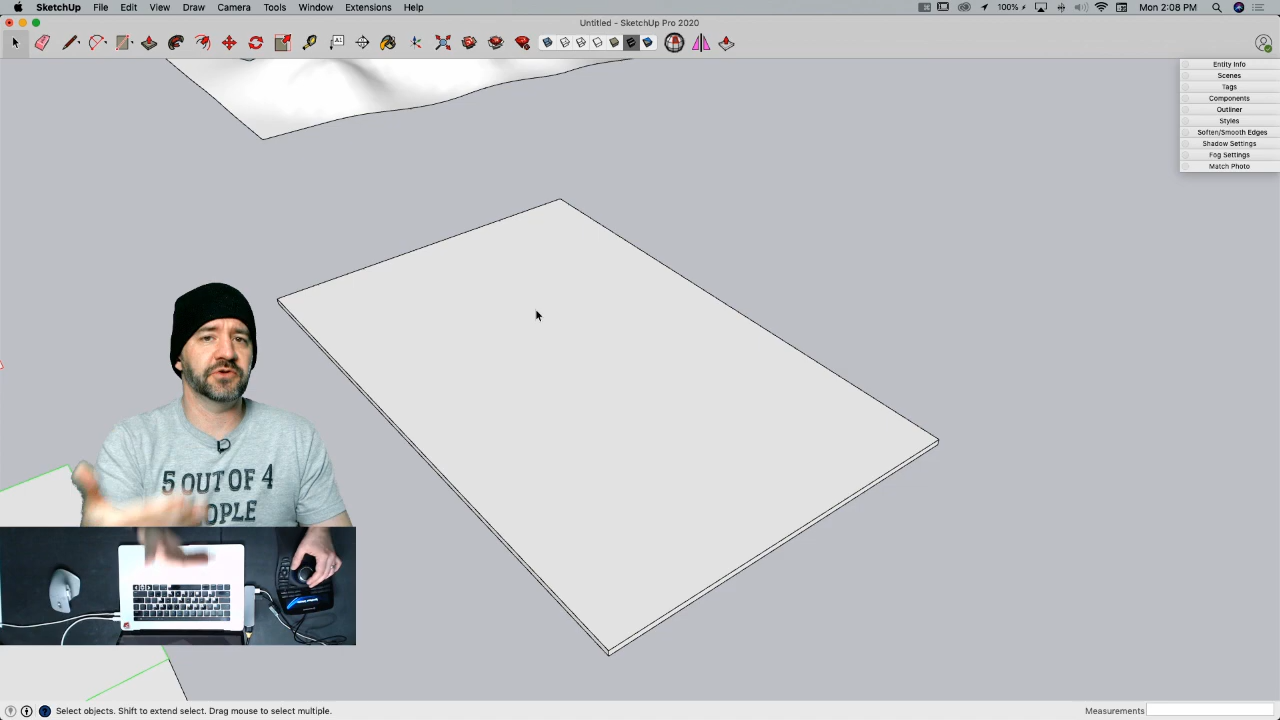 SketchUp File Edit View Camera Draw Tools Window Extensions Help 100% Mon 2:08 PM
Untitled - SketchUp Pro 2020
A1
Entity Info
Scenes
Tags
Components
Outliner
Styles
Soften/Smooth Edges
Shadow Settings
Fog Settings
Match Photo
5 OUT OF 4
Select objects. Shift to extend select. Drag mouse to select multiple.
Measurements